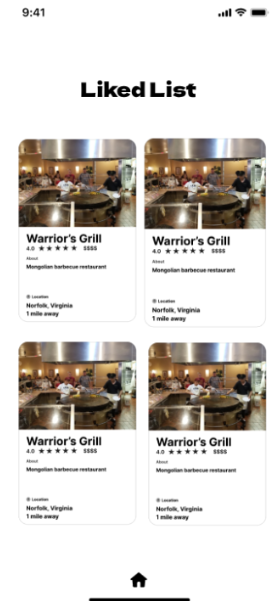 9:41
Liked List
Warrior's Grill
4.0 ★ ★ ★ ★ ★ $$$$
About
Mongolian barbecue restaurant
Location
Norfolk, Virginia
1 mile away
Warrior's Grill
4.0 ★ ★ ★ ★ ★ $$$$
About
Mongolian barbecue restaurant
Location
Norfolk, Virginia
1 mile away
Warrior's Grill
4.0 ★ ★ ★ ★ ★ $$$$
About
Mongolian barbecue restaurant
Location
Norfolk, Virginia
1 mile away
Warrior's Grill
4.0 ★ ★ ★ ★ ★ $$$$
About
Mongolian barbecue restaurant
Location
Norfolk, Virginia
1 mile away